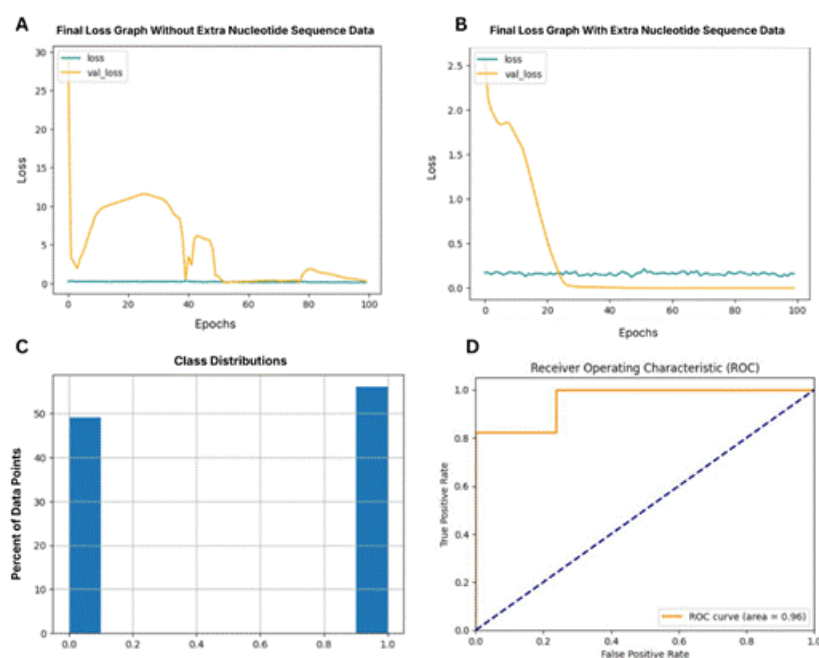 A
Final Loss Graph Without Extra Nucleotide Sequence Data
30
25
20
15
10
5
0
Loss
loss
val_loss
0 20 40 60 80 100
Epochs
B
Final Loss Graph With Extra Nucleotide Sequence Data
2.5
2.0
1.5
1.0
0.5
0.0
Loss
loss
val_loss
0 20 40 60 80 100
Epochs
C
Class Distributions
50
40
30
20
10
0
Percent of Data Points
0.0 0.2 0.4 0.6 0.8 1.0
D
Receiver Operating Characteristic (ROC)
1.0
0.8
0.6
0.4
0.2
0.0
True Positive Rate
ROC curve (area = 0.96)
0.0 0.2 0.4 0.6 0.8 1.0
False Positive Rate